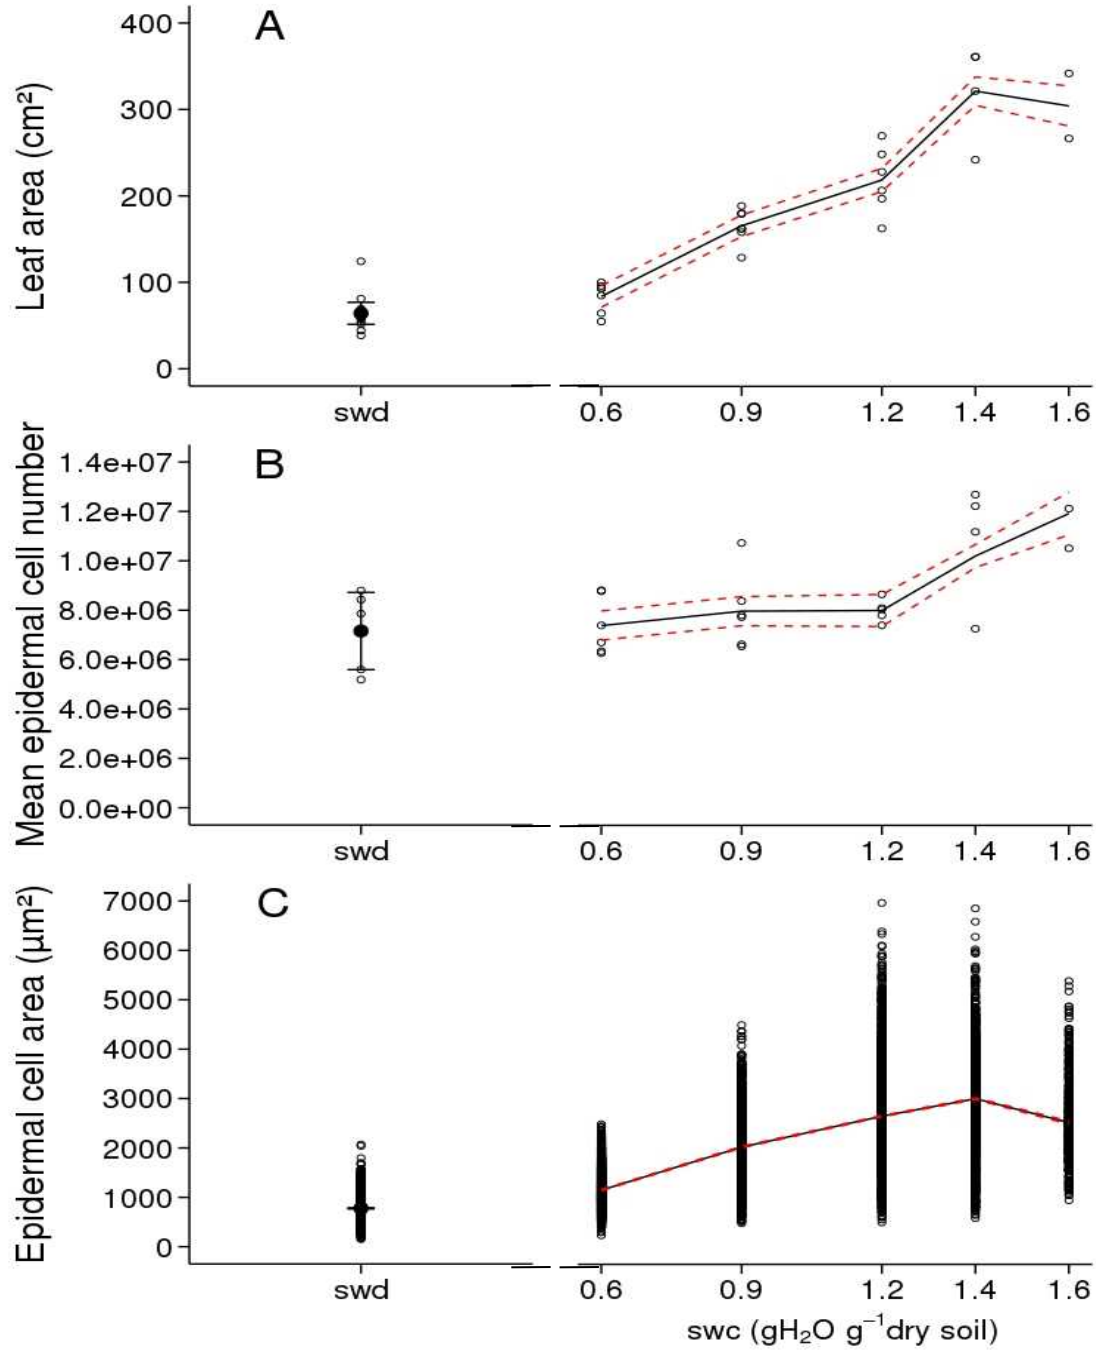 A
Leaf area (cm²)
400
300
200
100
0
swd 0.6 0.9 1.2 1.4 1.6
B
Mean epidermal cell number
1.4e+07
1.2e+07
1.0e+07
8.0e+06
6.0e+06
4.0e+06
2.0e+06
0.0e+00
swd 0.6 0.9 1.2 1.4 1.6
C
Epidermal cell area (µm²)
7000
6000
5000
4000
3000
2000
1000
0
swd 0.6 0.9 1.2 1.4 1.6
swc (gH₂O g⁻¹dry soil)